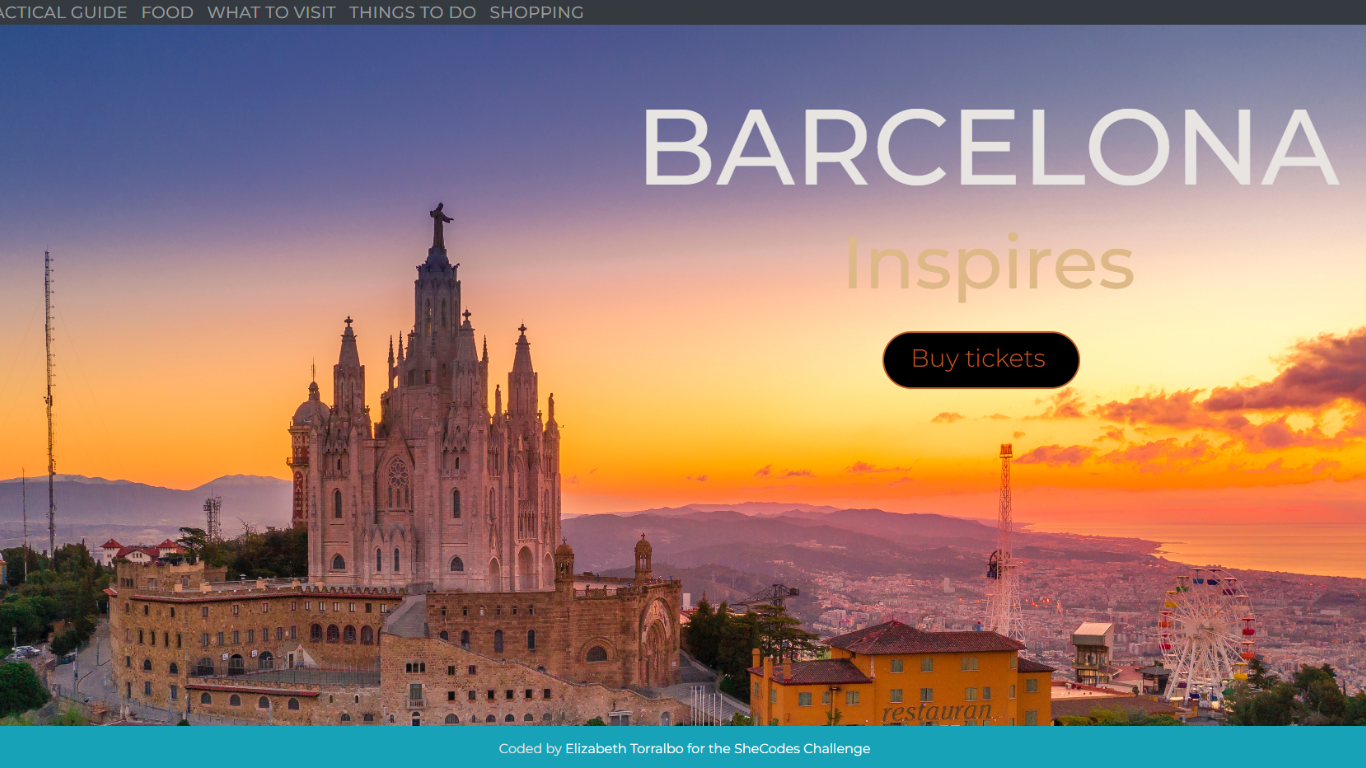 ACTICAL GUIDE FOOD WHAT TO VISIT THINGS TO DO SHOPPING
BARCELONA
Inspires
Buy tickets
restauran
Coded by Elizabeth Torralbo for the SheCodes Challenge